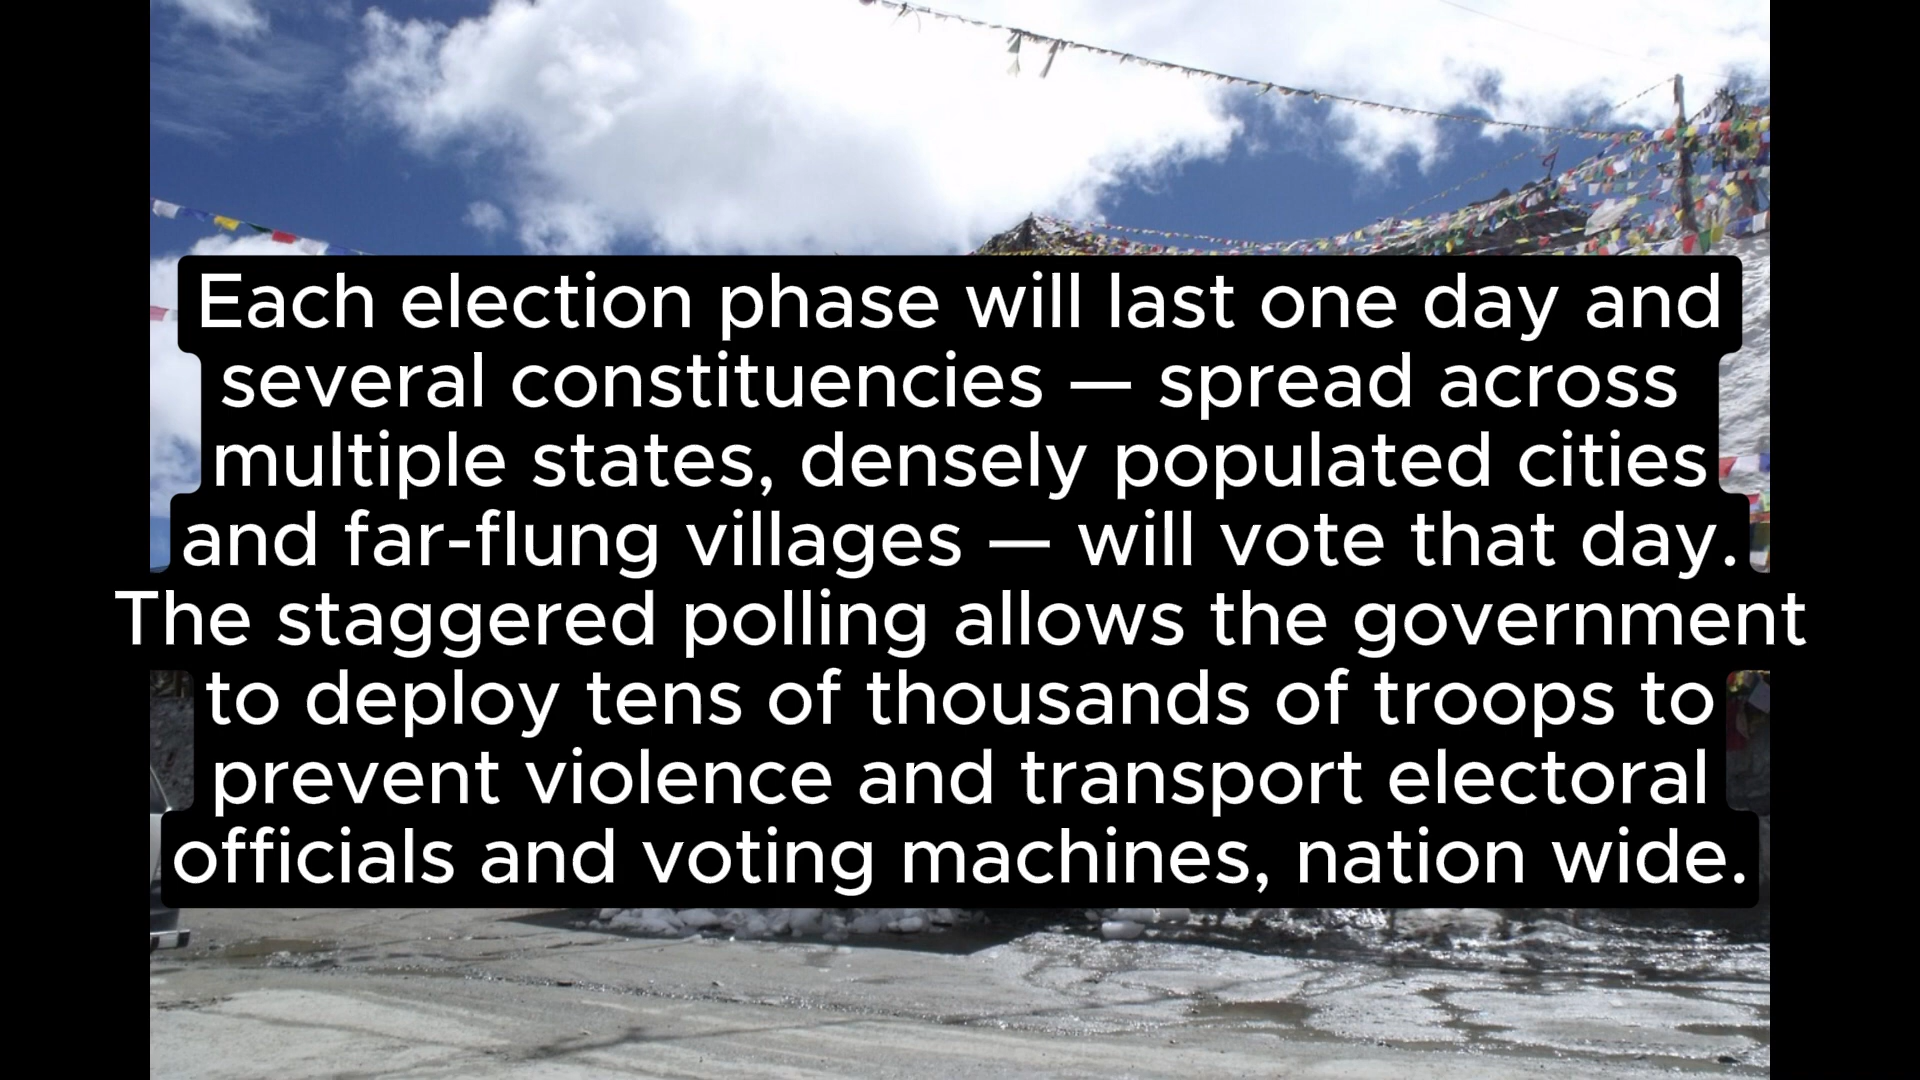 Each election phase will last one day and
several constituencies — spread across
multiple states, densely populated cities
and far-flung villages — will vote that day.
The staggered polling allows the government
to deploy tens of thousands of troops to
prevent violence and transport electoral
officials and voting machines, nation wide.